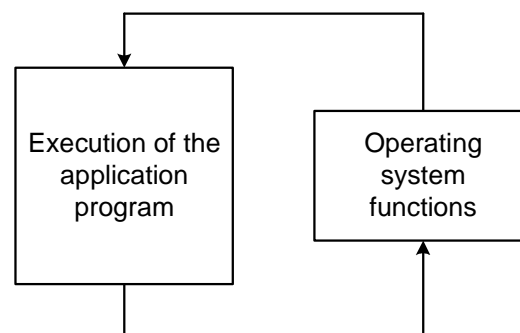 Execution of the
application
program
Operating
system
functions